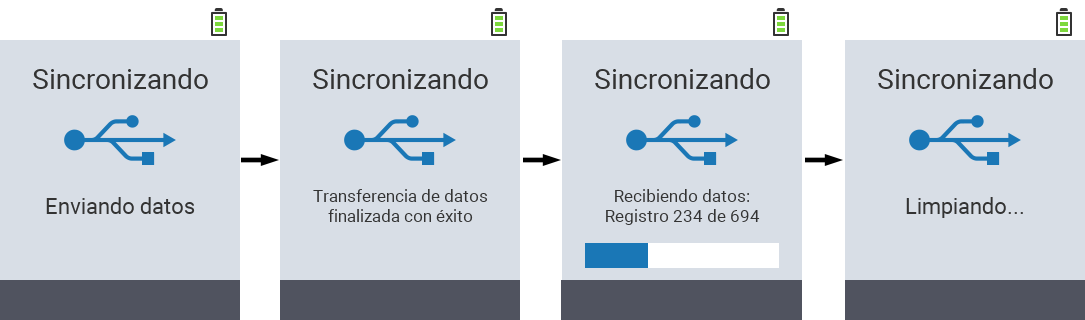 Sincronizando
Enviando datos
Sincronizando
Transferencia de datos
finalizada con éxito
Sincronizando
Recibiendo datos:
Registro 234 de 694
Sincronizando
Limpiando...